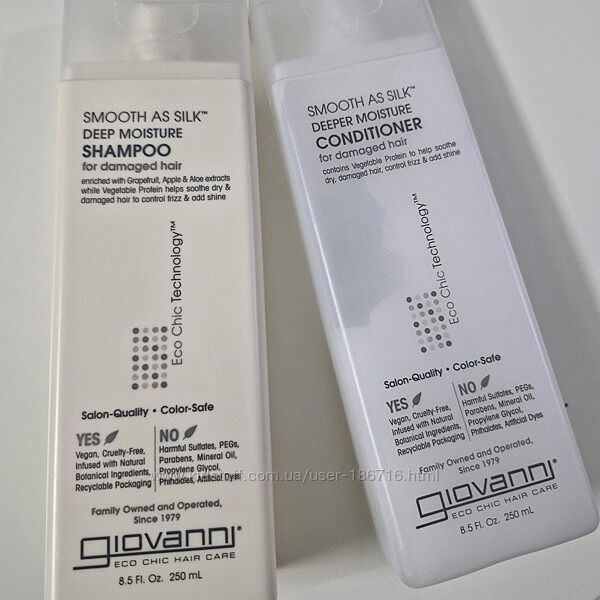 SMOOTH AS SILK™
DEEP MOISTURE
SHAMPOO
for damaged hair
enriched with Grapefruit, Apple & Aloe extracts
while Vegetable Protein helps soothe dry &
damaged hair to control frizz & add shine
Eco Chic Technology™
Salon-Quality • Color-Safe
YES
Vegan, Cruelty-Free,
Infused with Natural
Botanical Ingredients,
Recyclable Packaging
NO
Harmful Sulfates, PEGs,
Parabens, Mineral Oil,
Propylene Glycol,
Phthalates, Artificial Dyes
Family Owned and Operated,
Since 1979
giovanni
ECO CHIC HAIR CARE
8.5 Fl. Oz. 250 mL
SMOOTH AS SILK™
DEEPER MOISTURE
CONDITIONER
for damaged hair
contains Vegetable Protein to help soothe
dry, damaged hair, control frizz & add shine
Eco Chic Technology™
Salon-Quality • Color-Safe
YES
Vegan, Cruelty-Free,
Infused with Natural
Botanical Ingredients,
Recyclable Packaging
NO
Harmful Sulfates, PEGs,
Parabens, Mineral Oil,
Propylene Glycol,
Phthalates, Artificial Dyes
Family Owned and Operated,
Since 1979
giovanni
ECO CHIC HAIR CARE
8.5 Fl. Oz. 250 mL
.com.ua/user-186716.html